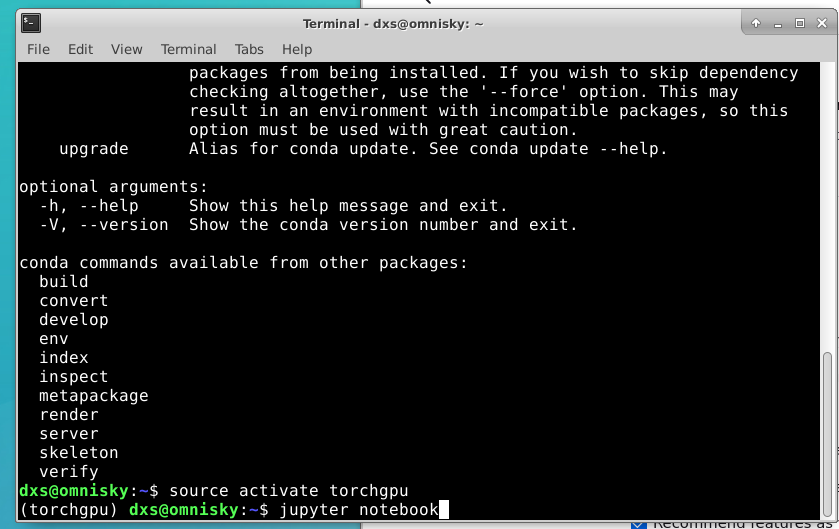 Terminal - dxs@omnisky: ~
File Edit View Terminal Tabs Help
packages from being installed. If you wish to skip dependency
checking altogether, use the '--force' option. This may
result in an environment with incompatible packages, so this
option must be used with great caution.
upgrade Alias for conda update. See conda update --help.
optional arguments:
-h, --help Show this help message and exit.
-V, --version Show the conda version number and exit.
conda commands available from other packages:
build
convert
develop
env
index
inspect
metapackage
render
server
skeleton
verify
dxs@omnisky:~$ source activate torchgpu
(torchgpu) dxs@omnisky:~$ jupyter notebook
Recommend features as